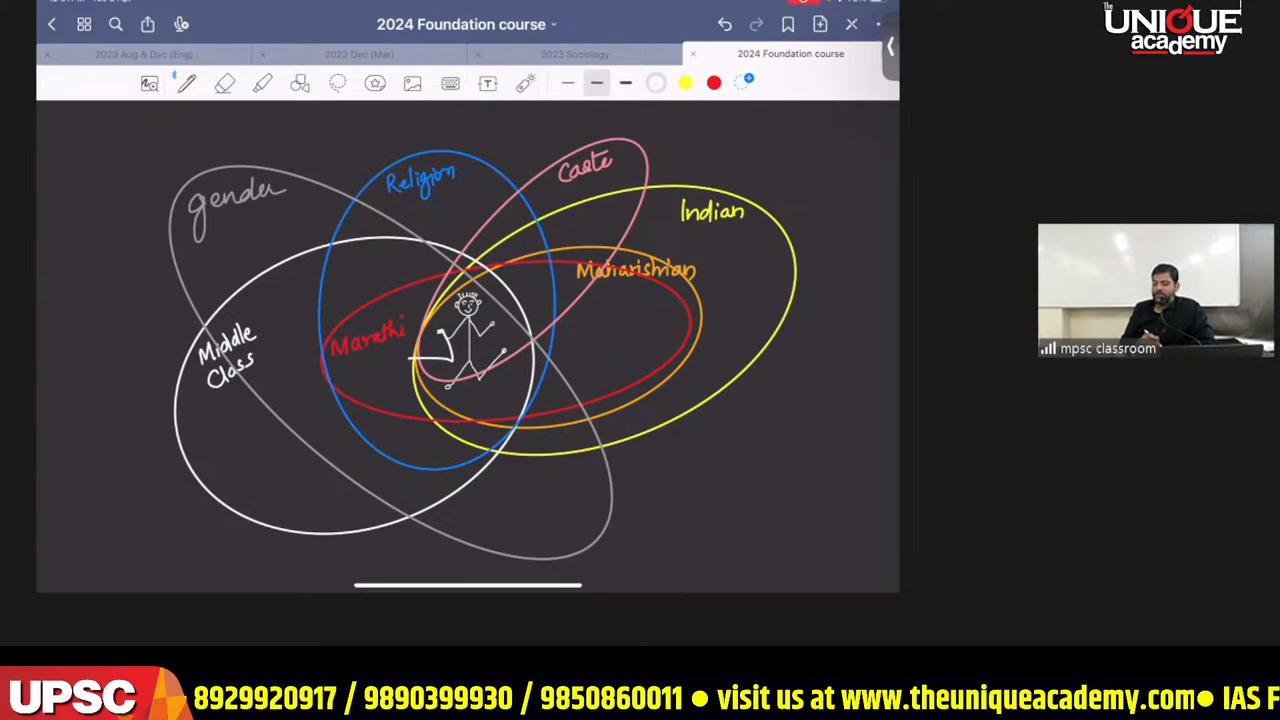 The
UNIQUE
academy
2024 Foundation course
2023 Aug & Dec (Eng)
2023 Dec (Mar)
2023 Sociology
2024 Foundation course
gender
Religion
Caste
Indian
Maharashtrian
Marathi
Middle
Class
mpsc classroom
UPSC
8929920917 / 9890399930 / 9850860011 ● visit us at www.theuniqueacademy.com● IAS F